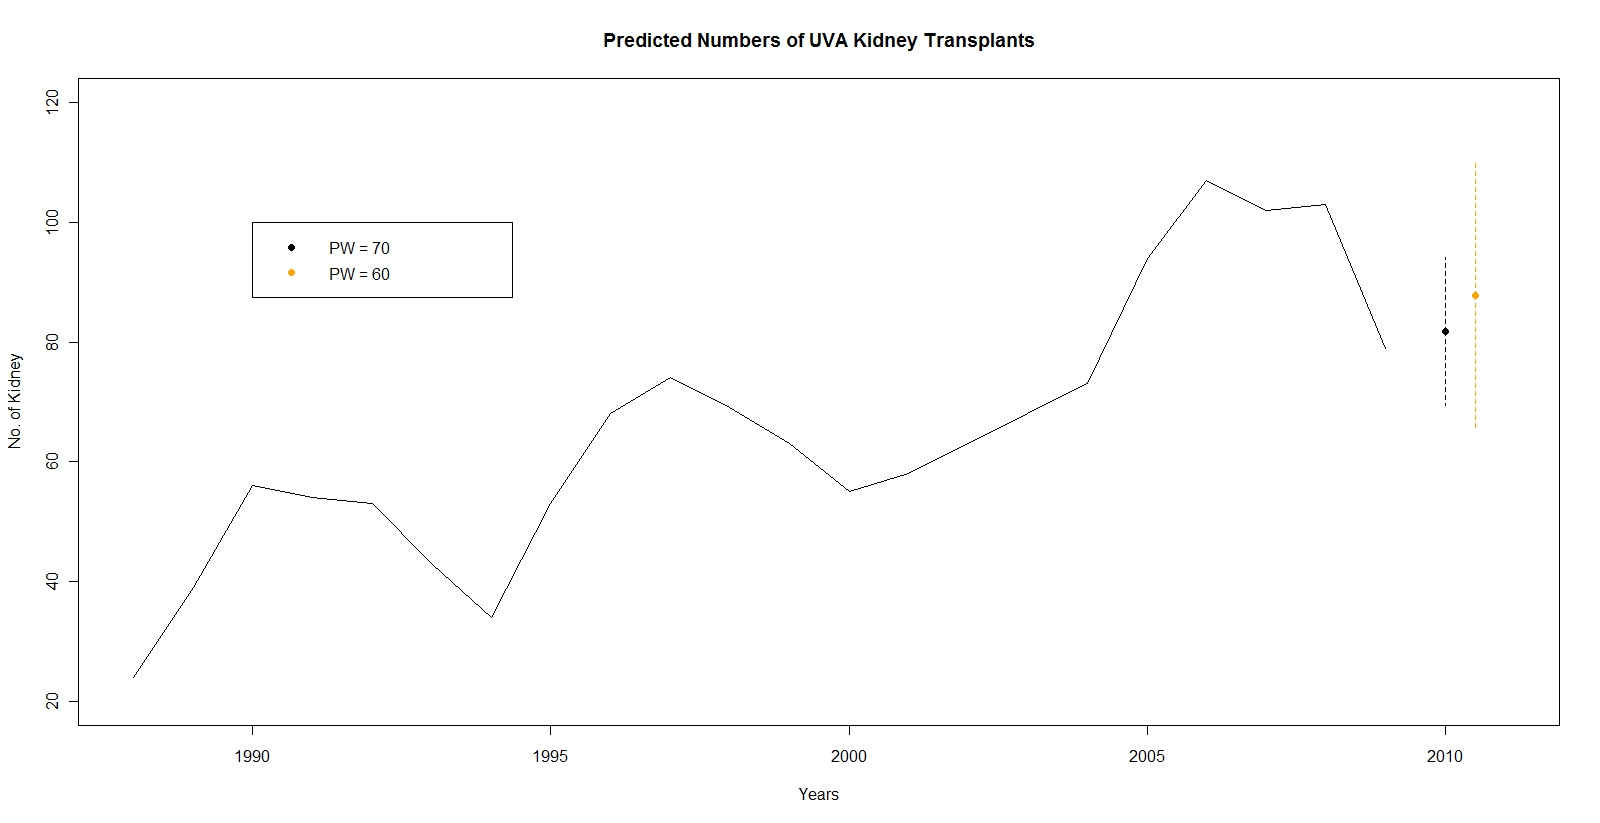 Predicted Numbers of UVA Kidney Transplants
120
100
80
60
40
20
No. of Kidney
PW = 70
PW = 60
1990 1995 2000 2005 2010
Years